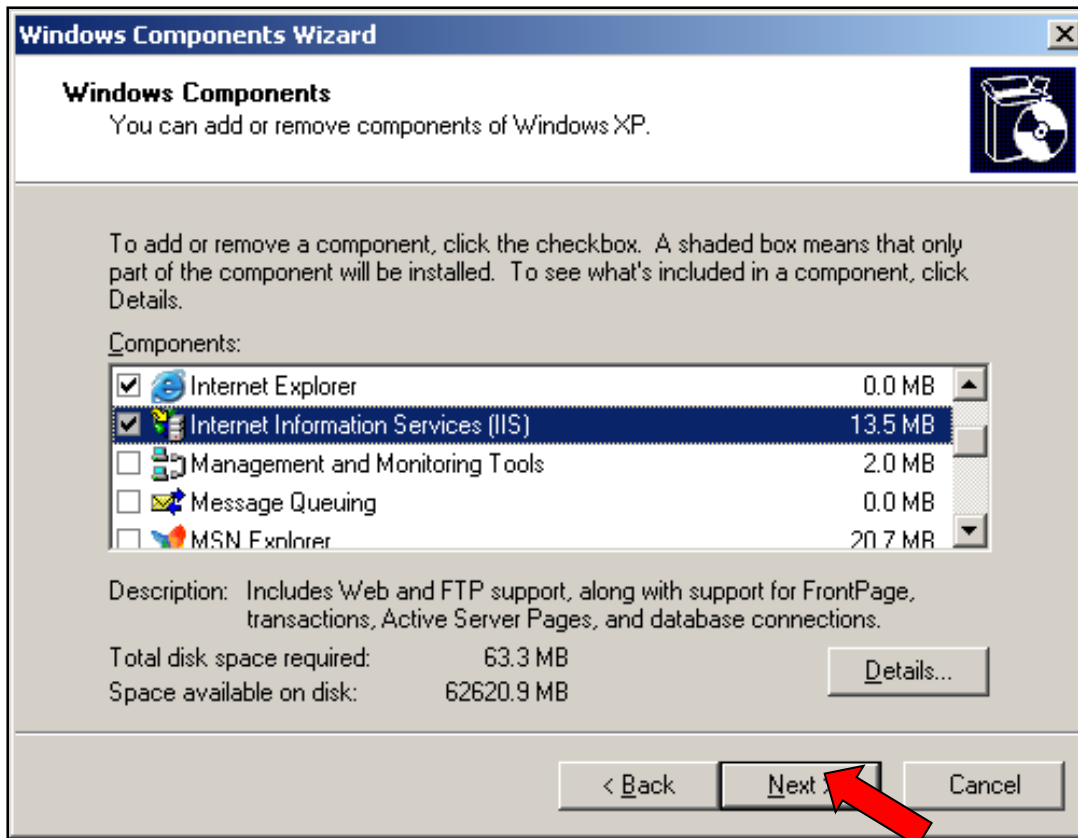 Windows Components Wizard
Windows Components
You can add or remove components of Windows XP.
To add or remove a component, click the checkbox. A shaded box means that only
part of the component will be installed. To see what's included in a component, click
Details.
Components:
Internet Explorer 0.0 MB
Internet Information Services (IIS) 13.5 MB
Management and Monitoring Tools 2.0 MB
Message Queuing 0.0 MB
MSN Explorer 20.7 MB
Description: Includes Web and FTP support, along with support for FrontPage,
transactions, Active Server Pages, and database connections.
Total disk space required: 63.3 MB
Space available on disk: 62620.9 MB
Details...
< Back Next > Cancel